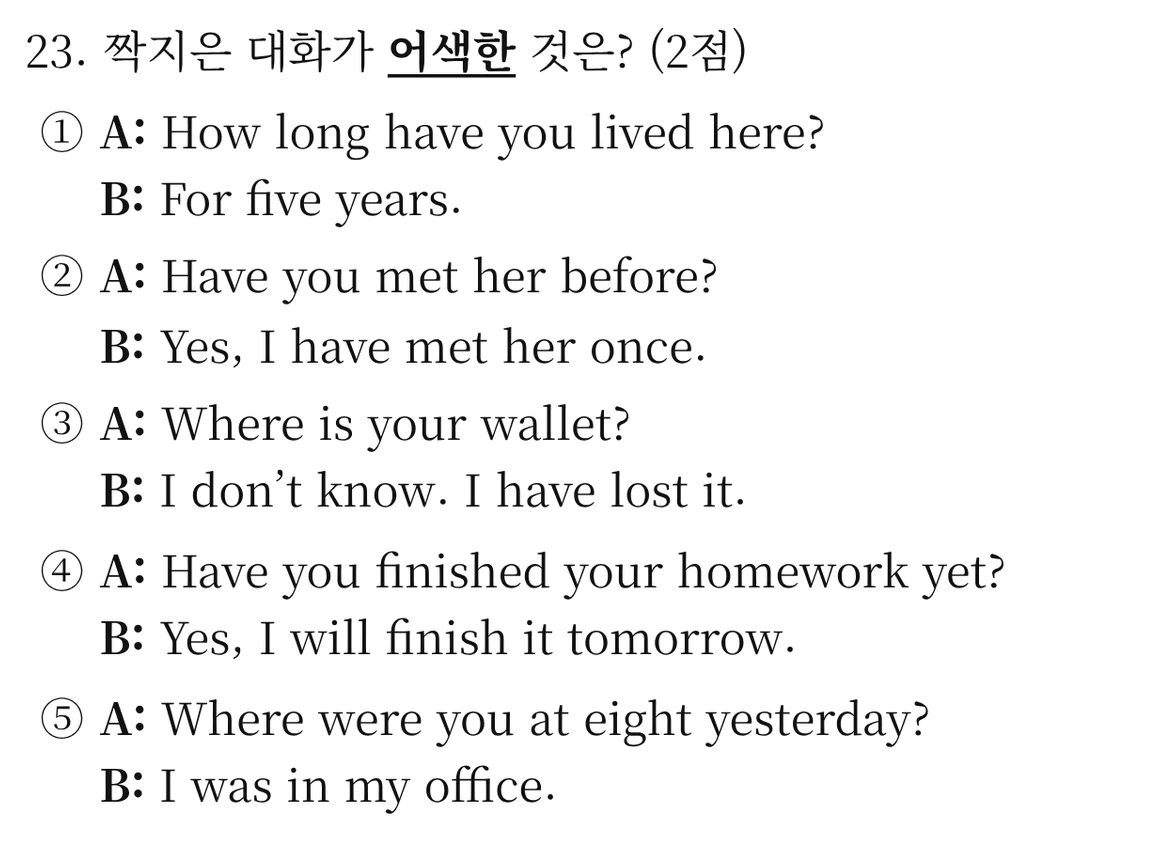 23. 짝지은 대화가 어색한 것은? (2점)
① A: How long have you lived here?
B: For five years.
② A: Have you met her before?
B: Yes, I have met her once.
③ A: Where is your wallet?
B: I don’t know. I have lost it.
④ A: Have you finished your homework yet?
B: Yes, I will finish it tomorrow.
⑤ A: Where were you at eight yesterday?
B: I was in my office.